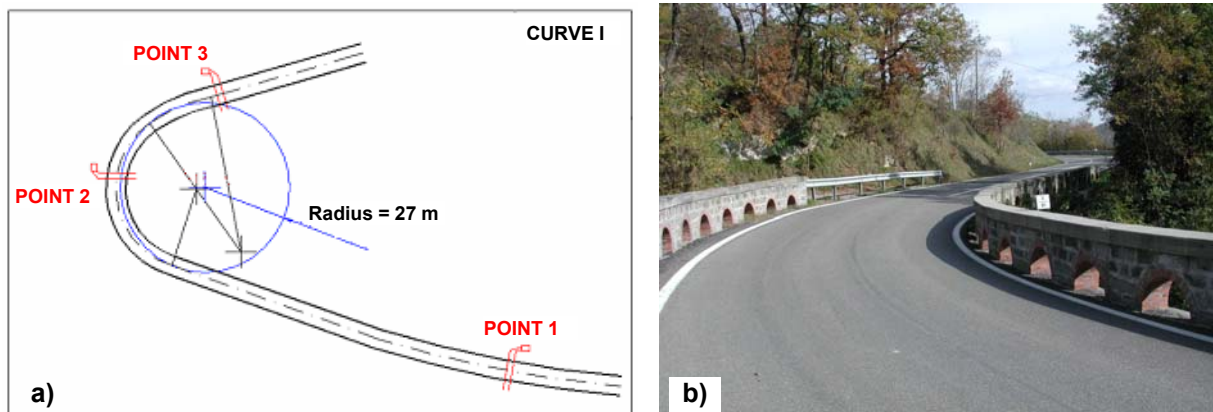 CURVE I
POINT 3
POINT 2
Radius = 27 m
POINT 1
a)
b)